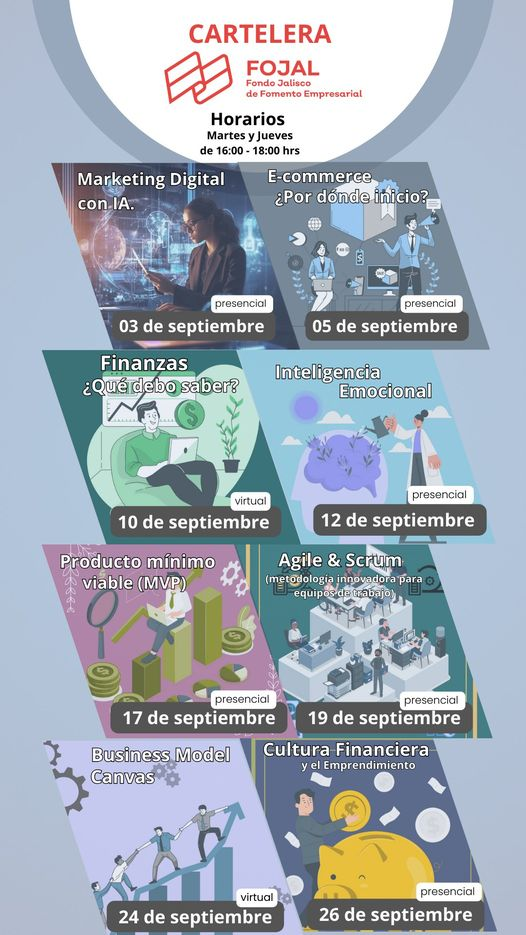 CARTELERA
FOJAL
Fondo Jalisco
de Fomento Empresarial
Horarios
Martes y Jueves
de 16:00 - 18:00 hrs
Marketing Digital
con IA.
presencial
03 de septiembre
E-commerce
¿Por dónde inicio?
presencial
05 de septiembre
Finanzas
¿Qué debo saber?
virtual
10 de septiembre
Inteligencia
Emocional
presencial
12 de septiembre
Producto mínimo
viable (MVP)
presencial
17 de septiembre
Agile & Scrum
(metodología innovadora para
equipos de trabajo)
presencial
19 de septiembre
Business Model
Canvas
virtual
24 de septiembre
Cultura Financiera
y el Emprendimiento
presencial
26 de septiembre